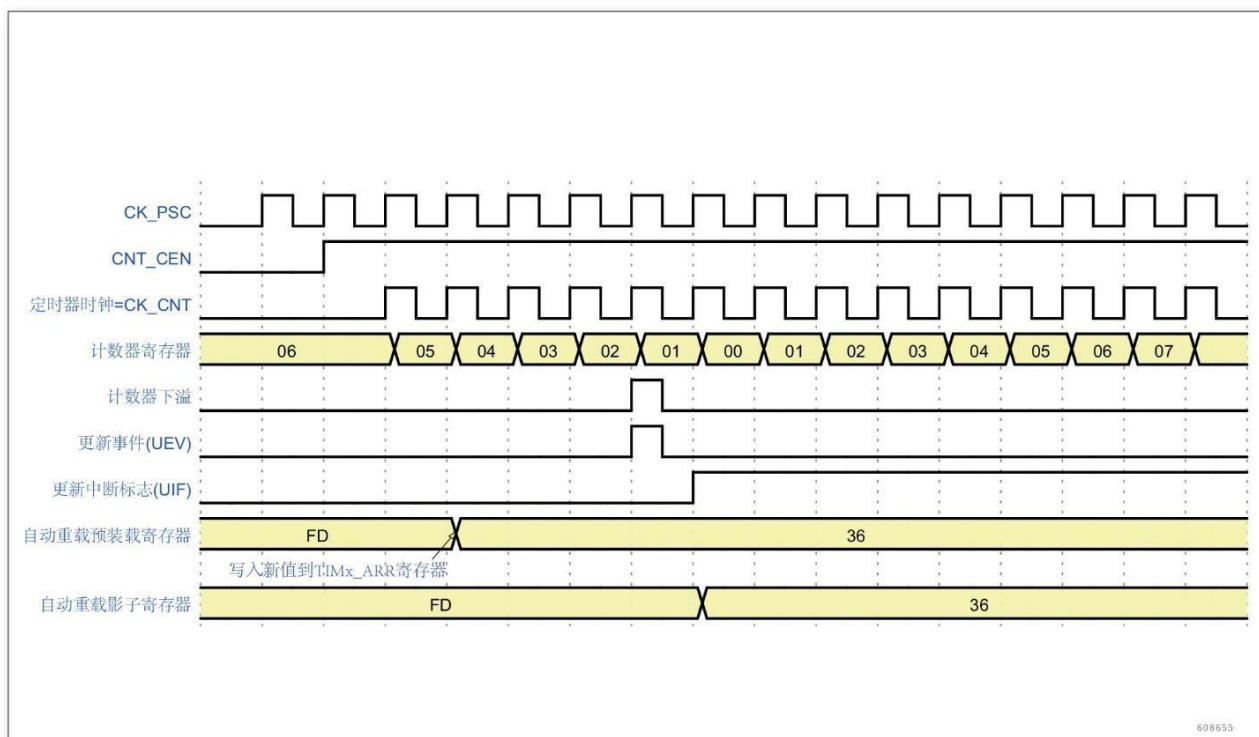 CK_PSC
CNT_CEN
定时器时钟=CK_CNT
计数器寄存器 06 05 04 03 02 01 00 01 02 03 04 05 06 07
计数器下溢
更新事件(UEV)
更新中断标志(UIF)
自动重载预装载寄存器 FD 36
写入新值到TIMx_ARR寄存器
自动重载影子寄存器 FD 36
608655